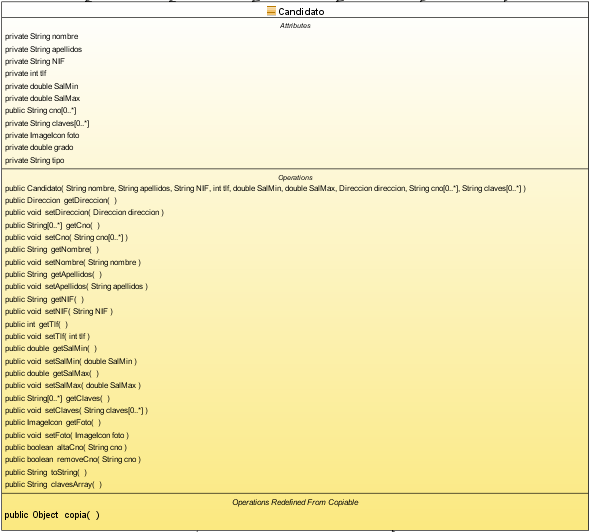 Candidato
Attributes
private String nombre
private String apellidos
private String NIF
private int tlf
private double SalMin
private double SalMax
public String cno[0..*]
private String claves[0..*]
private ImageIcon foto
private double grado
private String tipo
Operations
public Candidato( String nombre, String apellidos, String NIF, int tlf, double SalMin, double SalMax, Direccion direccion, String cno[0..*], String claves[0..*] )
public Direccion getDireccion( )
public void setDireccion( Direccion direccion )
public String[0..*] getCno( )
public void setCno( String cno[0..*] )
public String getNombre( )
public void setNombre( String nombre )
public String getApellidos( )
public void setApellidos( String apellidos )
public String getNIF( )
public void setNIF( String NIF )
public int getTlf( )
public void setTlf( int tlf )
public double getSalMin( )
public void setSalMin( double SalMin )
public double getSalMax( )
public void setSalMax( double SalMax )
public String[0..*] getClaves( )
public void setClaves( String claves[0..*] )
public ImageIcon getFoto( )
public void setFoto( ImageIcon foto )
public boolean altaCno( String cno )
public boolean removeCno( String cno )
public String toString( )
public String clavesArray( )
Operations Redefined From Copiable
public Object copia( )